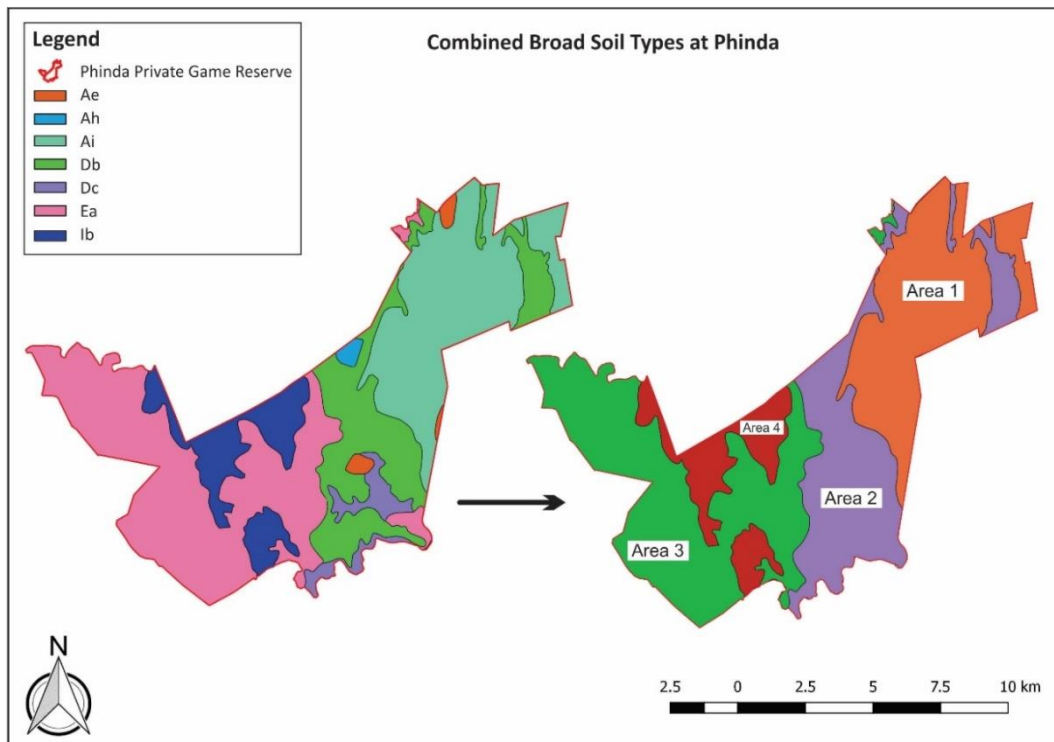 Legend
Combined Broad Soil Types at Phinda
Phinda Private Game Reserve
Ae
Ah
Ai
Db
Dc
Ea
Ib
Area 1
Area 4
Area 2
Area 3
N
2.5 0 2.5 5 7.5 10 km